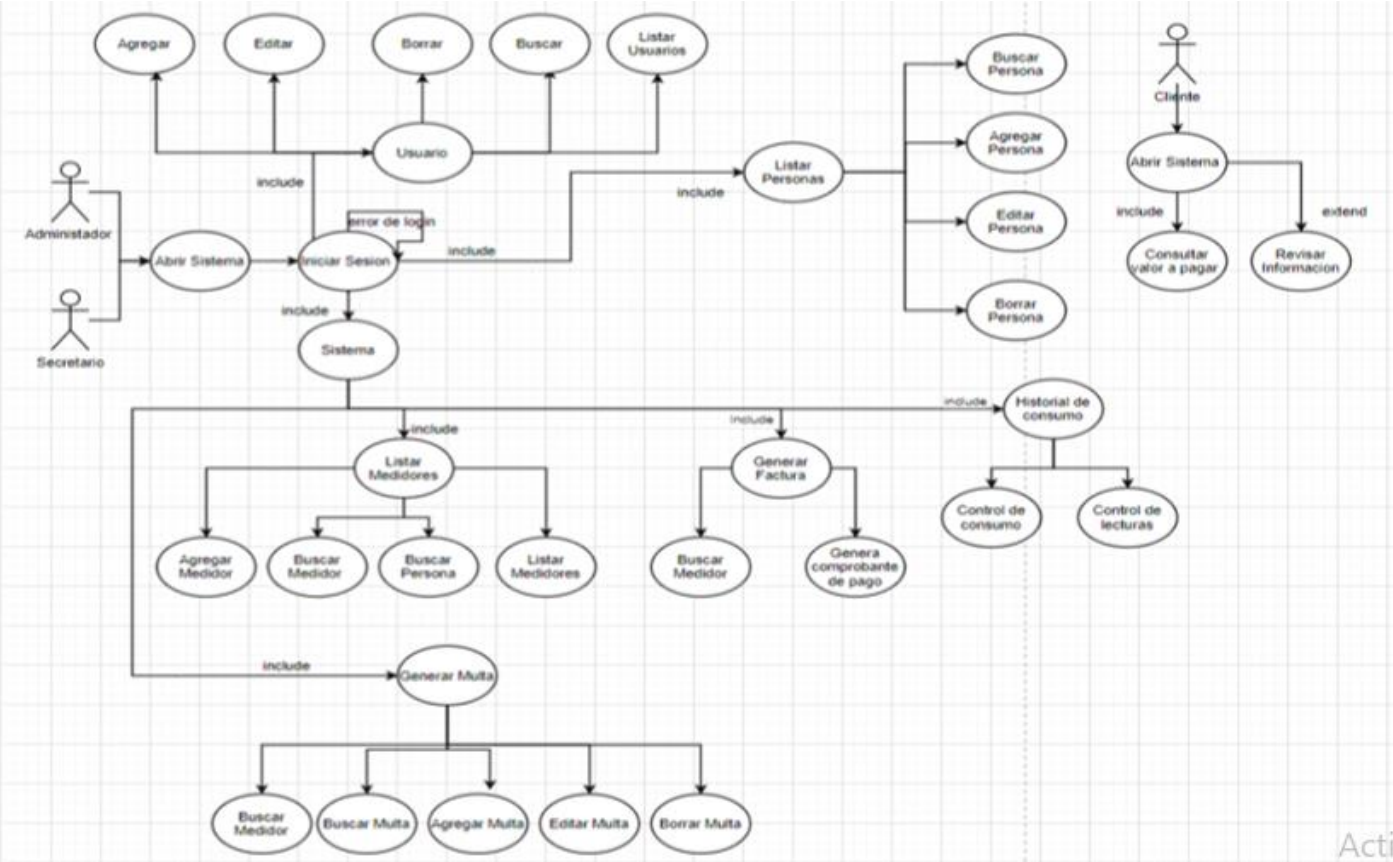 Agregar
Editar
Borrar
Buscar
Listar
Usuarios
Buscar
Persona
Cliente
Usuario
Agregar
Persona
Abrir Sistema
Listar
Personas
include
include
Administador
error de login
Editar
Persona
include
extend
Abrir Sistema
Iniciar Sesion
include
Consultar
valor a pagar
Revisar
Informacion
include
Borrar
Persona
Secretario
Sistema
include
Historial de
consumo
include
include
Listar
Medidores
Generar
Factura
Control de
consumo
Control de
lecturas
Agregar
Medidor
Buscar
Medidor
Buscar
Persona
Listar
Medidores
Buscar
Medidor
Genera
comprobante
de pago
include
Generar Multa
Buscar
Medidor
Buscar Multa
Agregar Multa
Editar Multa
Borrar Multa
Acti